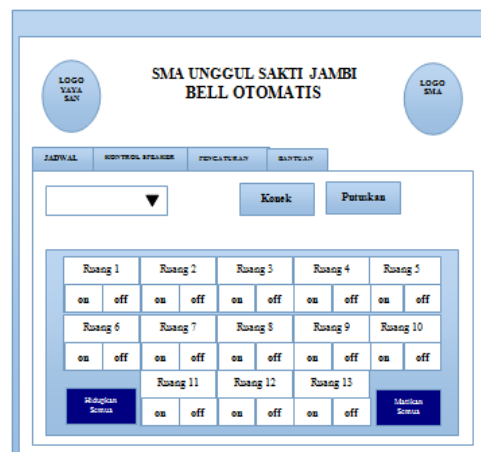 LOGO
YAYA
SAN
SMA UNGGUL SAKTI JAMBI
BELL OTOMATIS
LOGO
SMA
JADWAL KONTROL SPEAKER PENGATURAN BANTUAN
Konek Putuskan
Ruang 1 Ruang 2 Ruang 3 Ruang 4 Ruang 5
on off on off on off on off on off
Ruang 6 Ruang 7 Ruang 8 Ruang 9 Ruang 10
on off on off on off on off on off
Ruang 11 Ruang 12 Ruang 13
Hidupkan
Semua
on off on off on off
Matikan
Semua